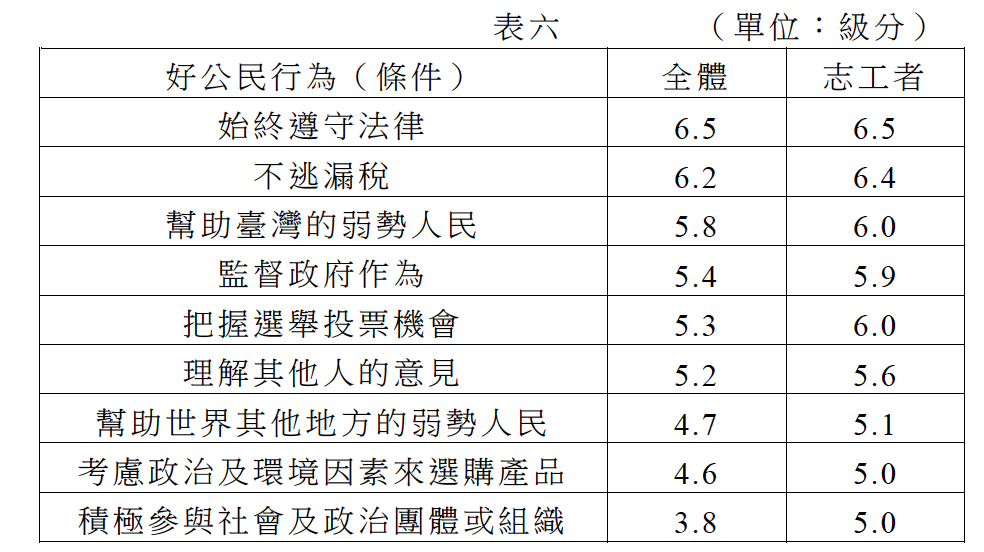 表六 （單位：級分）
好公民行為（條件） 全體 志工者
始終遵守法律 6.5 6.5
不逃漏稅 6.2 6.4
幫助臺灣的弱勢人民 5.8 6.0
監督政府作為 5.4 5.9
把握選舉投票機會 5.3 6.0
理解其他人的意見 5.2 5.6
幫助世界其他地方的弱勢人民 4.7 5.1
考慮政治及環境因素來選購產品 4.6 5.0
積極參與社會及政治團體或組織 3.8 5.0